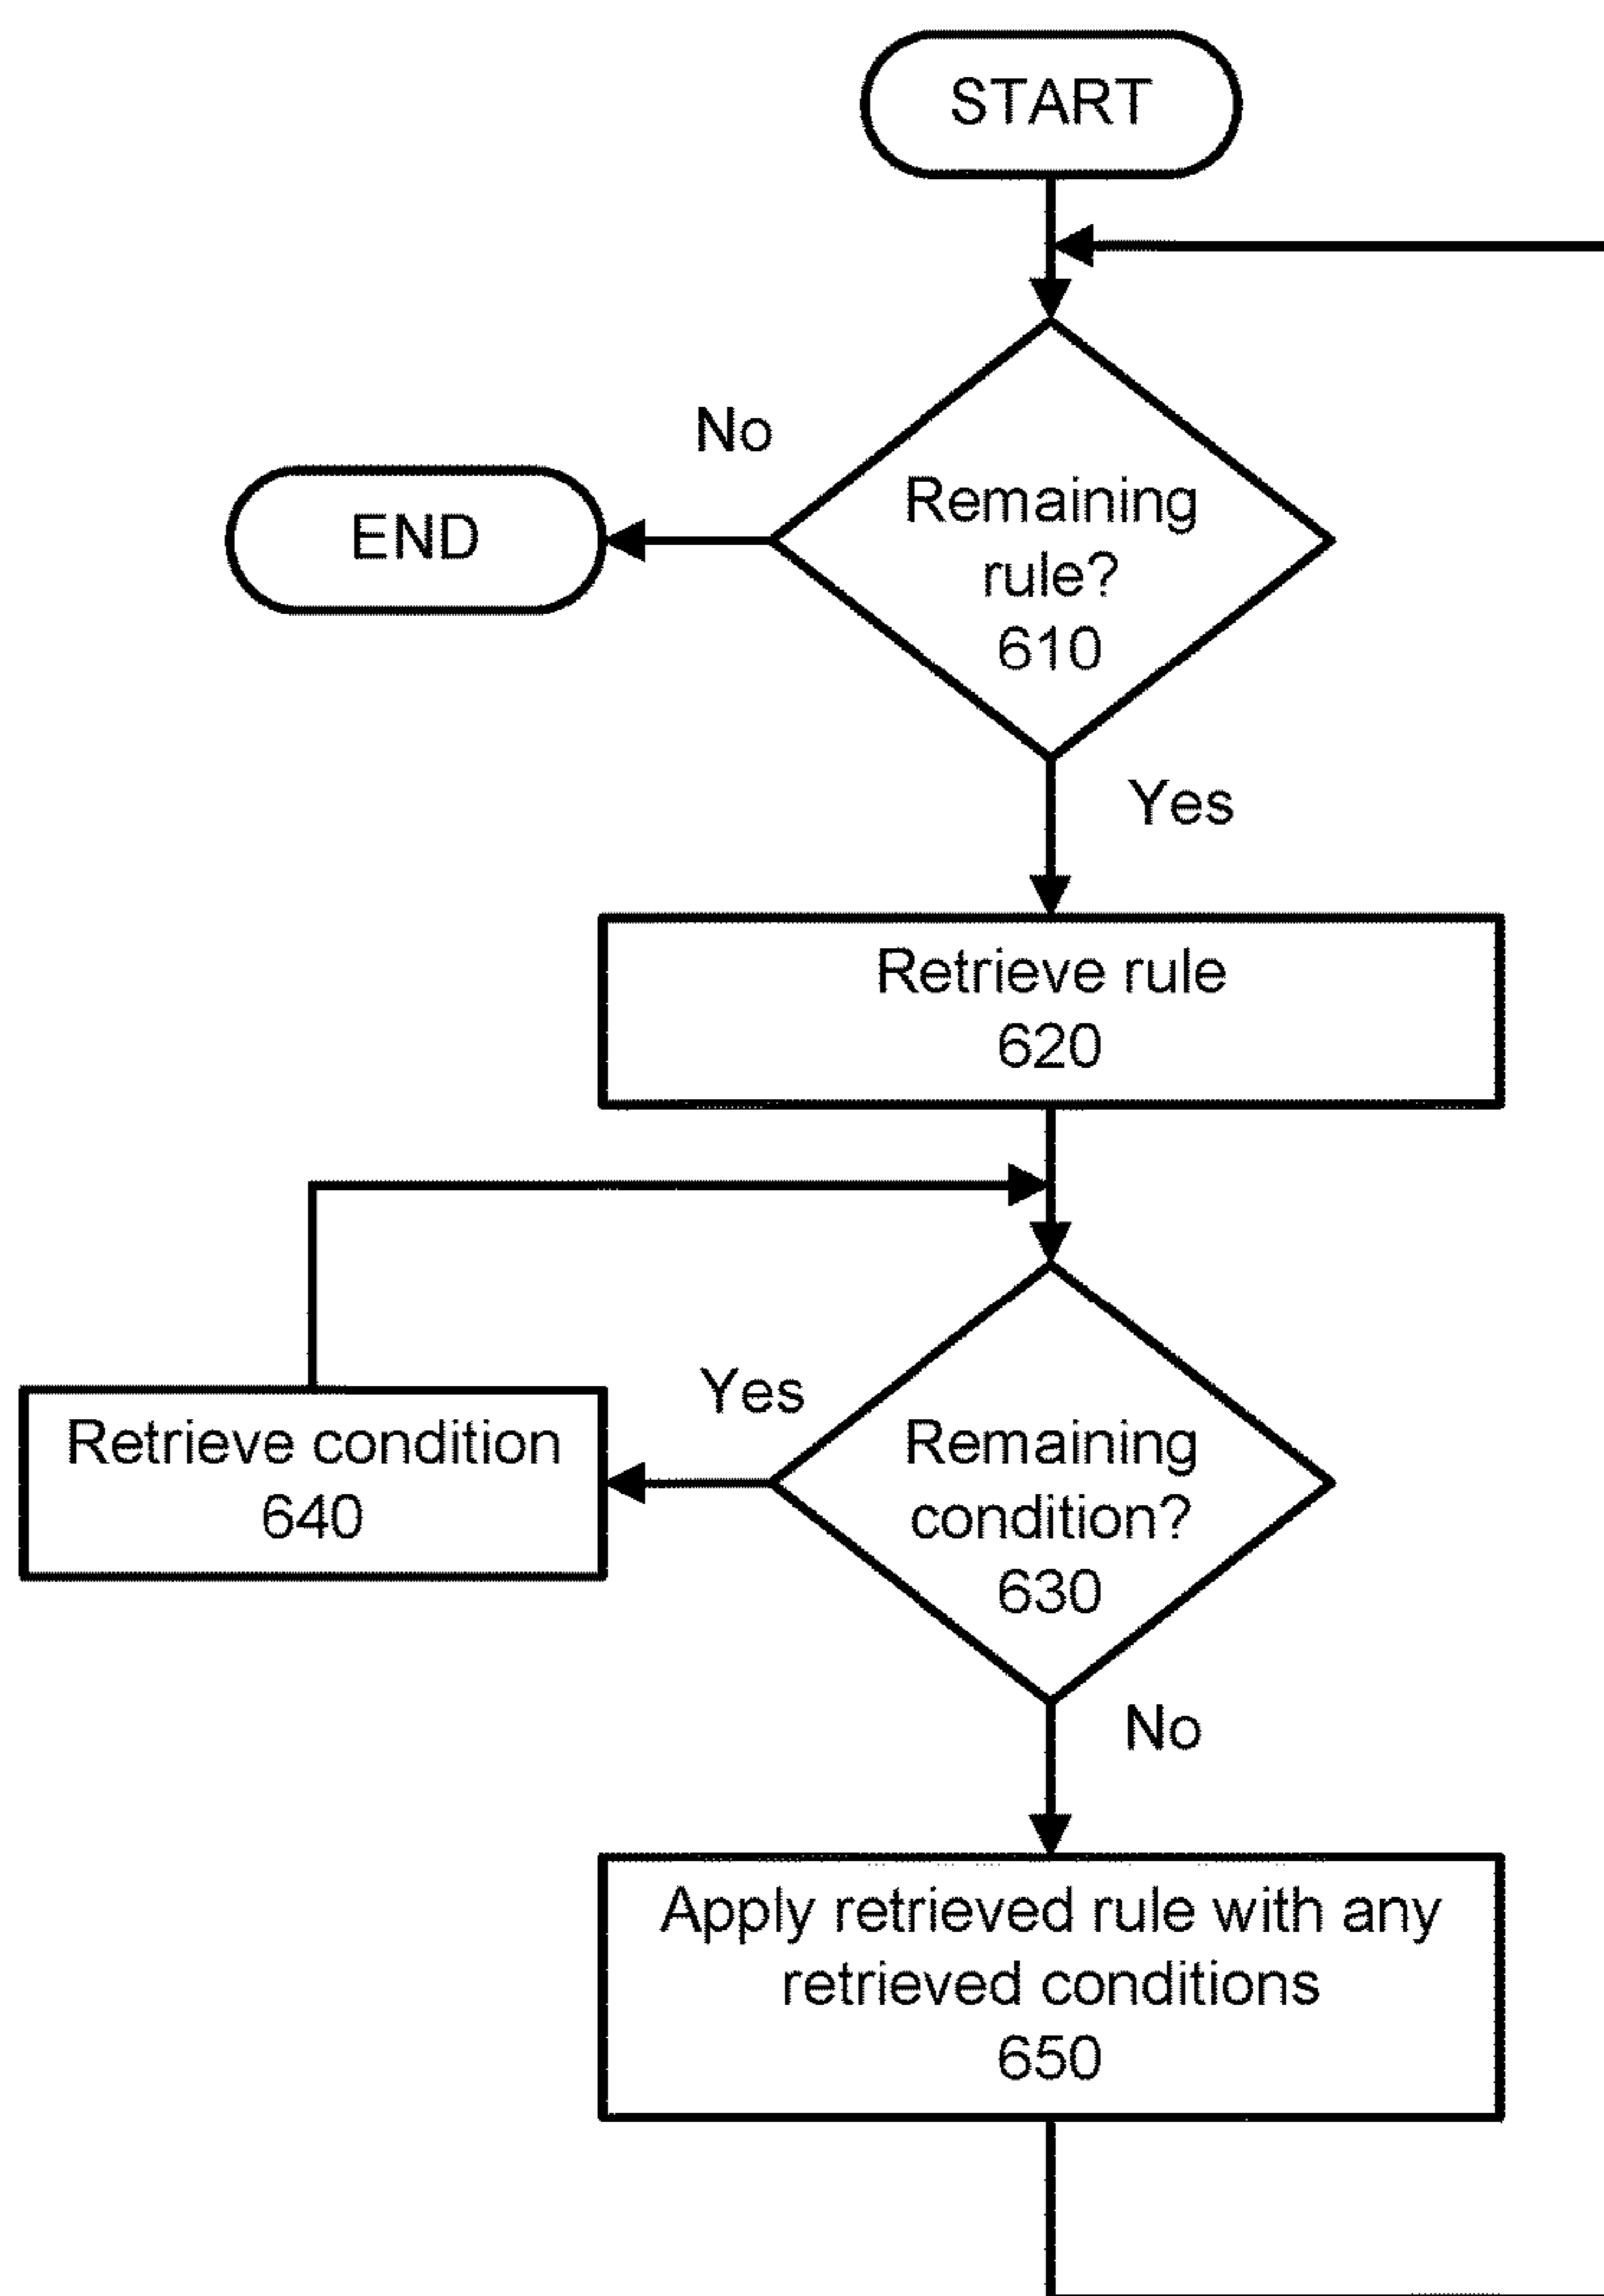 START
No
END
Remaining
rule?
610
Yes
Retrieve rule
620
Yes
Retrieve condition
640
Remaining
condition?
630
No
Apply retrieved rule with any
retrieved conditions
650